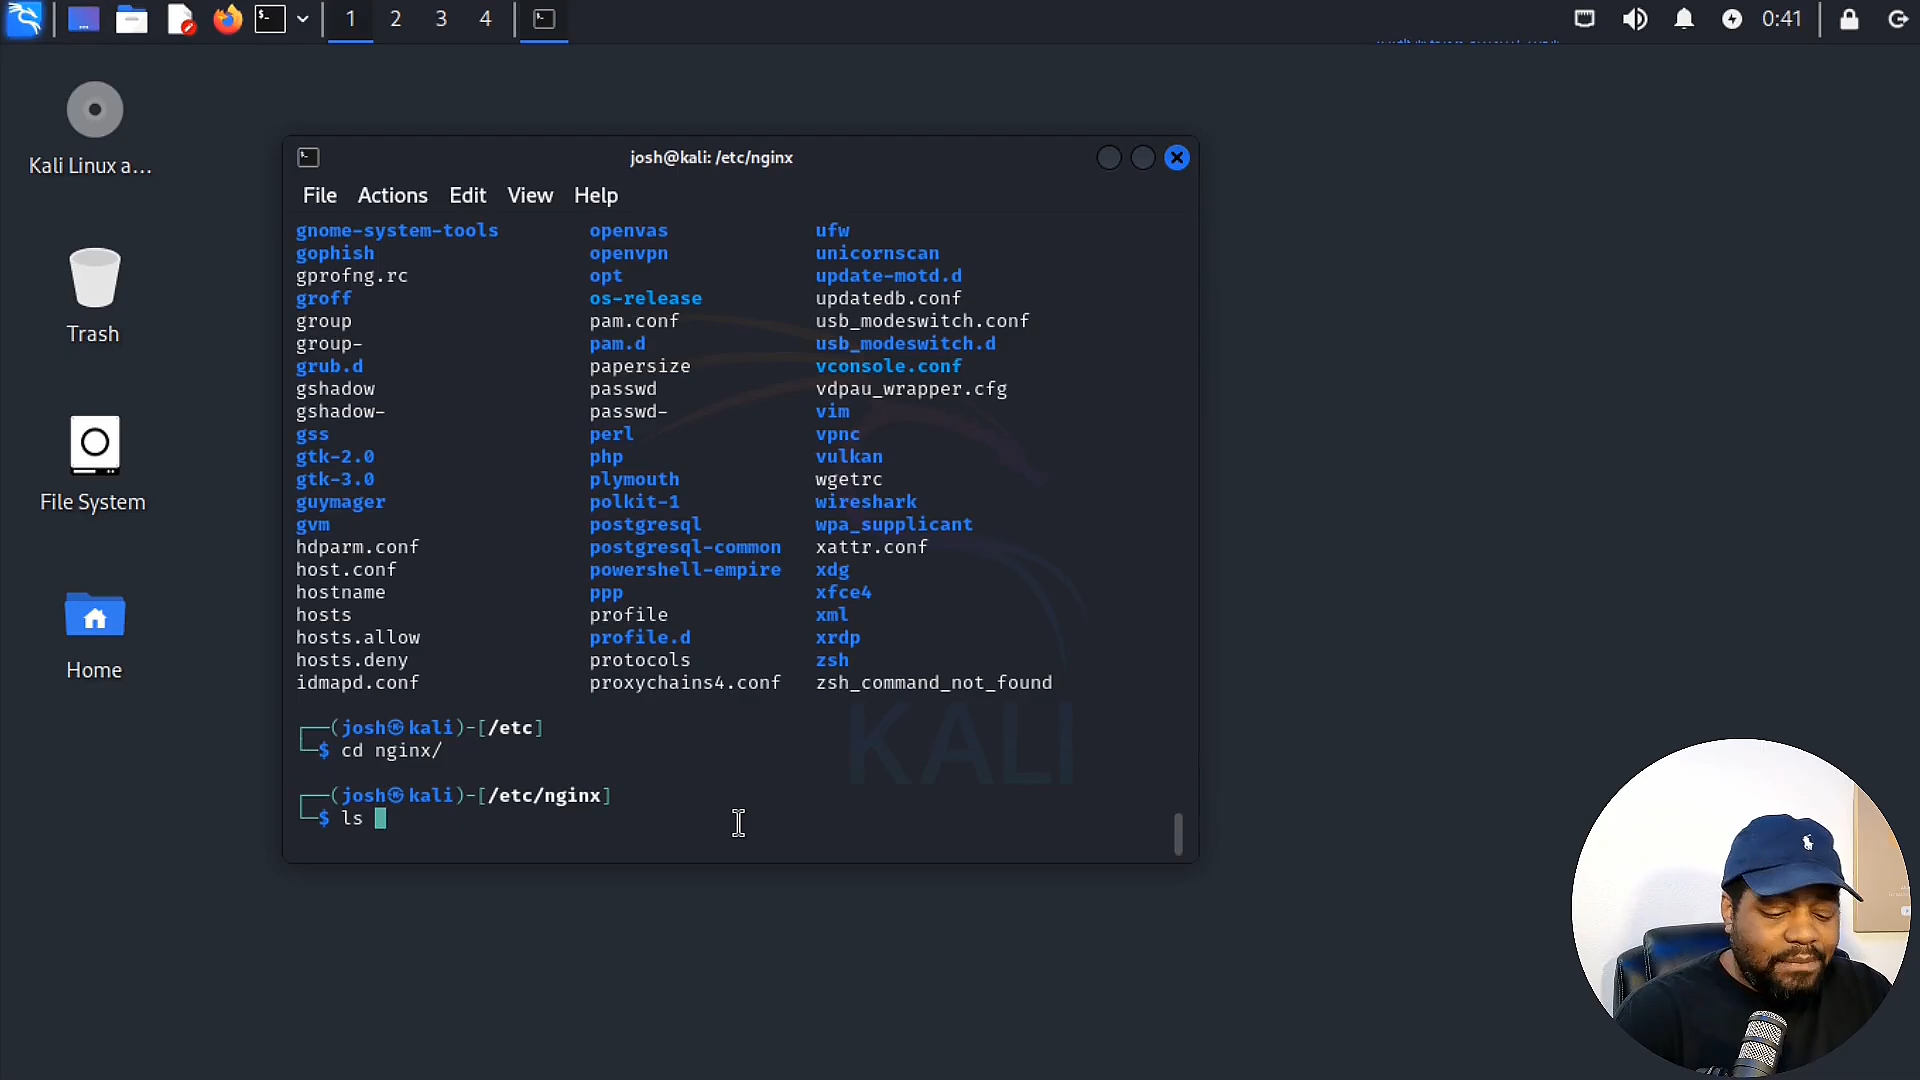 1 2 3 4 0:41
Kali Linux a...
Trash
File System
Home
josh@kali: /etc/nginx
File Actions Edit View Help
gnome-system-tools openvas ufw
gophish openvpn unicornscan
gprofng.rc opt update-motd.d
groff os-release updatedb.conf
group pam.conf usb_modeswitch.conf
group- pam.d usb_modeswitch.d
grub.d papersize vconsole.conf
gshadow passwd vdpau_wrapper.cfg
gshadow- passwd- vim
gss perl vpnc
gtk-2.0 php vulkan
gtk-3.0 plymouth wgetrc
guymager polkit-1 wireshark
gvm postgresql wpa_supplicant
hdparm.conf postgresql-common xattr.conf
host.conf powershell-empire xdg
hostname ppp xfce4
hosts profile xml
hosts.allow profile.d xrdp
hosts.deny protocols zsh
idmapd.conf proxychains4.conf zsh_command_not_found
┌──(josh㉿kali)-[/etc]
└─$ cd nginx/
┌──(josh㉿kali)-[/etc/nginx]
└─$ ls
KALI